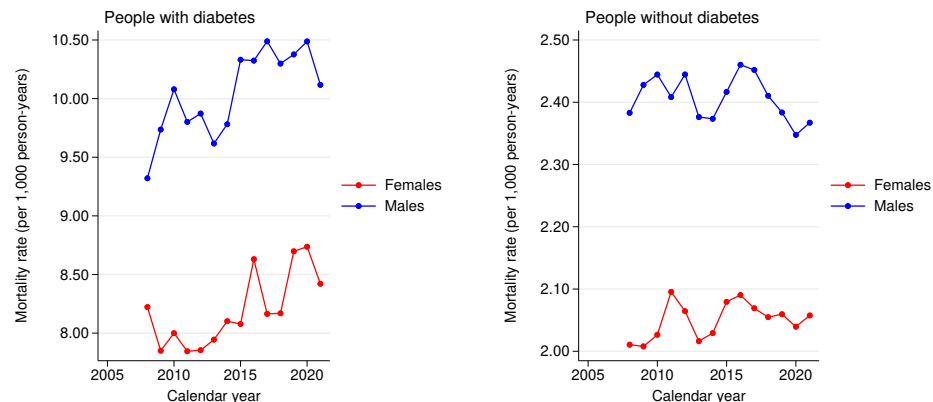 People with diabetes
Mortality rate (per 1,000 person-years)
10.50
10.00
9.50
9.00
8.50
8.00
2005
2010
2015
2020
Calendar year
Females
Males
People without diabetes
Mortality rate (per 1,000 person-years)
2.50
2.40
2.30
2.20
2.10
2.00
2005
2010
2015
2020
Calendar year
Females
Males